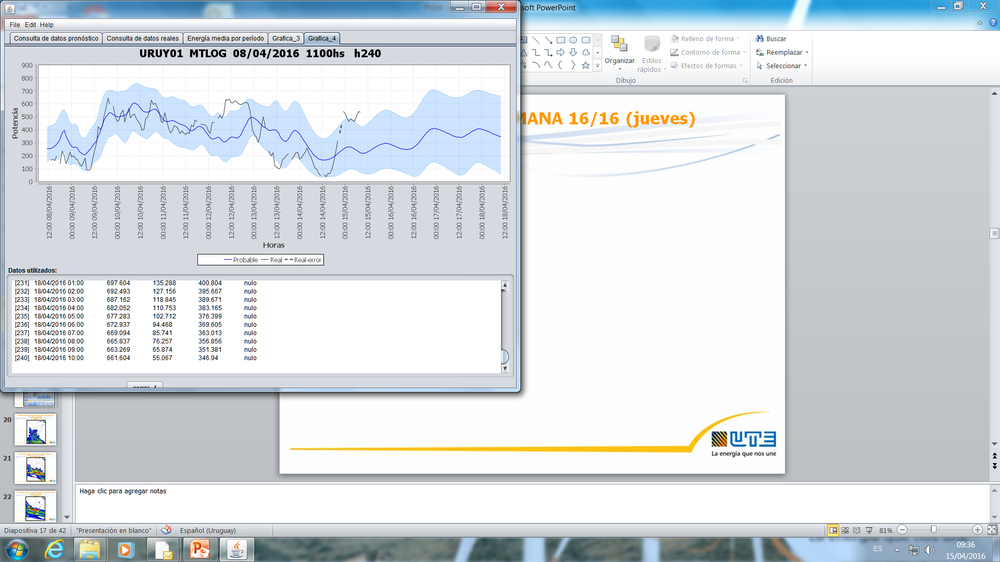 soft PowerPoint
File Edit Help
Consulta de datos pronóstico Consulta de datos reales Energía media por período Grafica_3 Grafica_4
URUY01 MTLOG 08/04/2016 1100hs h240
900
800
700
600
500
400
300
200
100
0
Potencia
12:00 08/04/2016
00:00 09/04/2016
12:00 09/04/2016
00:00 10/04/2016
12:00 10/04/2016
00:00 11/04/2016
12:00 11/04/2016
00:00 12/04/2016
12:00 12/04/2016
00:00 13/04/2016
12:00 13/04/2016
00:00 14/04/2016
12:00 14/04/2016
00:00 15/04/2016
12:00 15/04/2016
00:00 16/04/2016
12:00 16/04/2016
00:00 17/04/2016
12:00 17/04/2016
00:00 18/04/2016
12:00 18/04/2016
Horas
Probable Real Real-error
Datos utilizados:
[231] 18/04/2016 01:00 697.604 135.288 400.804 nulo
[232] 18/04/2016 02:00 692.493 127.156 395.667 nulo
[233] 18/04/2016 03:00 687.162 118.845 389.671 nulo
[234] 18/04/2016 04:00 682.052 110.753 383.165 nulo
[235] 18/04/2016 05:00 677.283 102.712 376.399 nulo
[236] 18/04/2016 06:00 672.937 94.468 369.605 nulo
[237] 18/04/2016 07:00 669.094 85.741 363.013 nulo
[238] 18/04/2016 08:00 665.837 76.257 356.856 nulo
[239] 18/04/2016 09:00 663.269 65.874 351.381 nulo
[240] 18/04/2016 10:00 661.604 55.067 346.94 nulo
Organizar
Estilos rápidos
Relleno de forma
Contorno de forma
Efectos de formas
Dibujo
Buscar
Reemplazar
Seleccionar
Edición
MANA 16/16 (jueves)
UTE
La energía que nos une
20
21
22
Haga clic para agregar notas
Diapositiva 17 de 42 "Presentación en blanco" Español (Uruguay) 81%
ES
09:36
15/04/2016